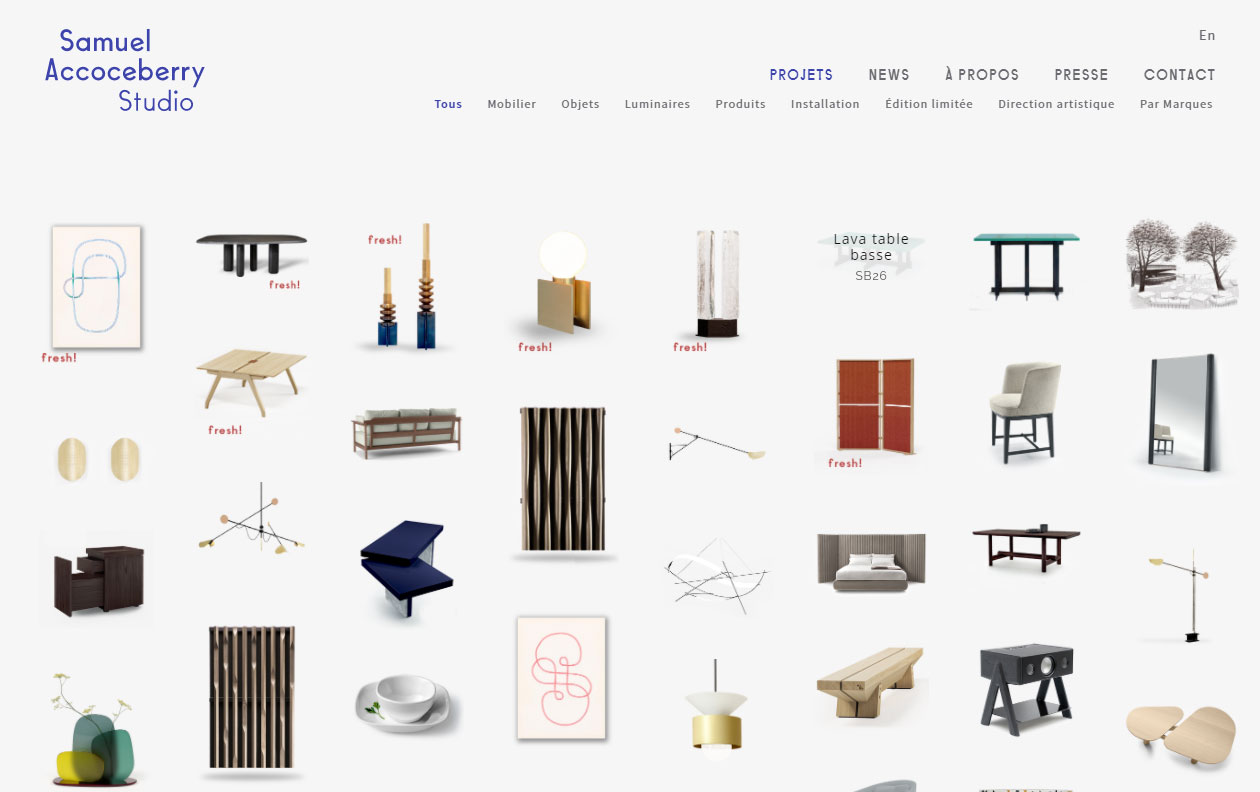 Samuel
Accoceberry
Studio
En
PROJETS NEWS À PROPOS PRESSE CONTACT
Tous Mobilier Objets Luminaires Produits Installation Édition limitée Direction artistique Par Marques
fresh!
Lava table
basse
SB26
fresh!
fresh!
fresh!
fresh!
fresh!
fresh!